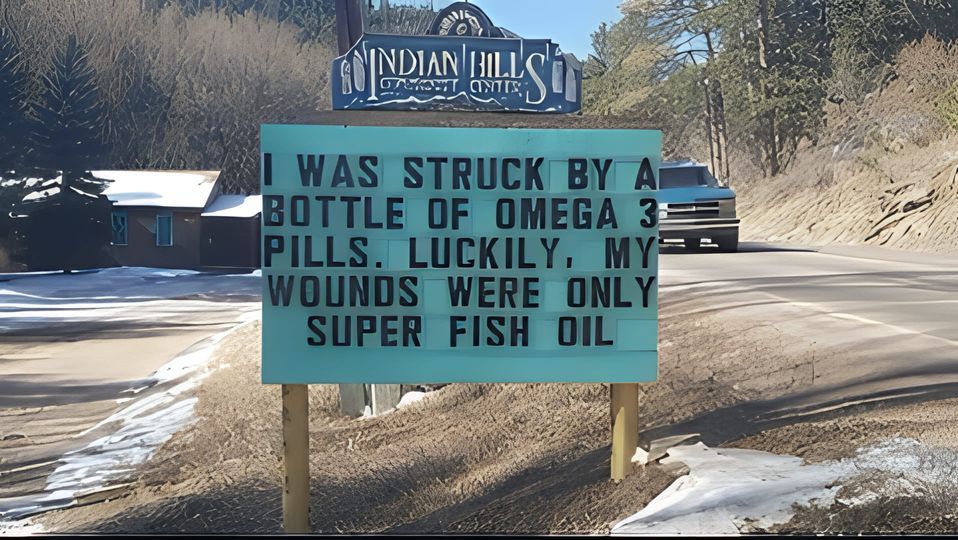 INDIAN HILLS
I WAS STRUCK BY A
BOTTLE OF OMEGA 3
PILLS. LUCKILY, MY
WOUNDS WERE ONLY
SUPER FISH OIL